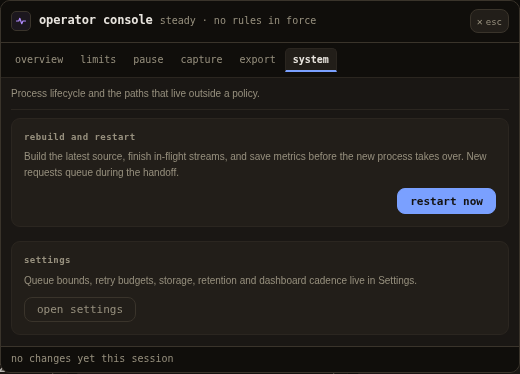 operator console steady · no rules in force × esc
overview limits pause capture export system
Process lifecycle and the paths that live outside a policy.
rebuild and restart
Build the latest source, finish in-flight streams, and save metrics before the new process takes over. New
requests queue during the handoff.
restart now
settings
Queue bounds, retry budgets, storage, retention and dashboard cadence live in Settings.
open settings
no changes yet this session